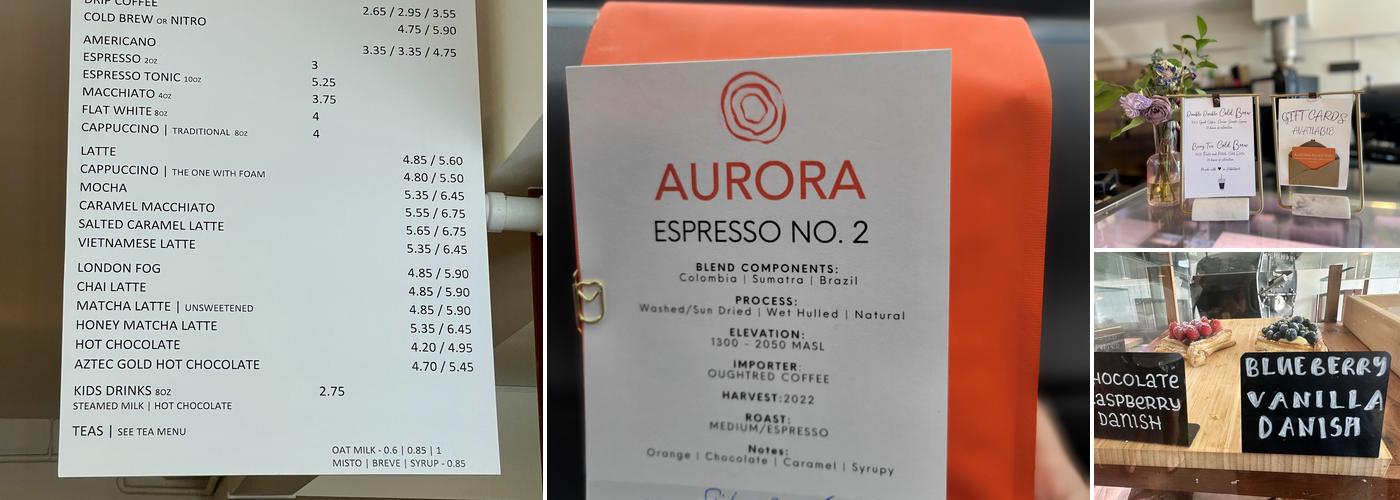 DRIP COFFEE 2.65 / 2.95 / 3.55
COLD BREW OR NITRO 4.75 / 5.90
AMERICANO 3.35 / 3.35 / 4.75
ESPRESSO 2OZ 3
ESPRESSO TONIC 10OZ 5.25
MACCHIATO 4OZ 3.75
FLAT WHITE 8OZ 4
CAPPUCCINO | TRADITIONAL 8OZ 4
LATTE 4.85 / 5.60
CAPPUCCINO | THE ONE WITH FOAM 4.80 / 5.50
MOCHA 5.35 / 6.45
CARAMEL MACCHIATO 5.55 / 6.75
SALTED CARAMEL LATTE 5.65 / 6.75
VIETNAMESE LATTE 5.35 / 6.45
LONDON FOG 4.85 / 5.90
CHAI LATTE 4.85 / 5.90
MATCHA LATTE | UNSWEETENED 4.85 / 5.90
HONEY MATCHA LATTE 5.35 / 6.45
HOT CHOCOLATE 4.20 / 4.95
AZTEC GOLD HOT CHOCOLATE 4.70 / 5.45
KIDS DRINKS 8OZ 2.75
STEAMED MILK | HOT CHOCOLATE
TEAS | SEE TEA MENU
OAT MILK - 0.6 | 0.85 | 1
MISTO | BREVE | SYRUP - 0.85
AURORA
ESPRESSO NO. 2
BLEND COMPONENTS:
Colombia | Sumatra | Brazil
PROCESS:
Washed/Sun Dried | Wet Hulled | Natural
ELEVATION:
1300 - 2050 MASL
IMPORTER:
OUGHTRED COFFEE
HARVEST:2022
ROAST:
MEDIUM/ESPRESSO
Notes:
Orange | Chocolate | Caramel | Syrupy
Double Double Cold Brew
GIFT CARDS
AVAILABLE
HOCOLATE
ASPBERRY
DANISH
BLUEBERRY
VANILLA
DANISH